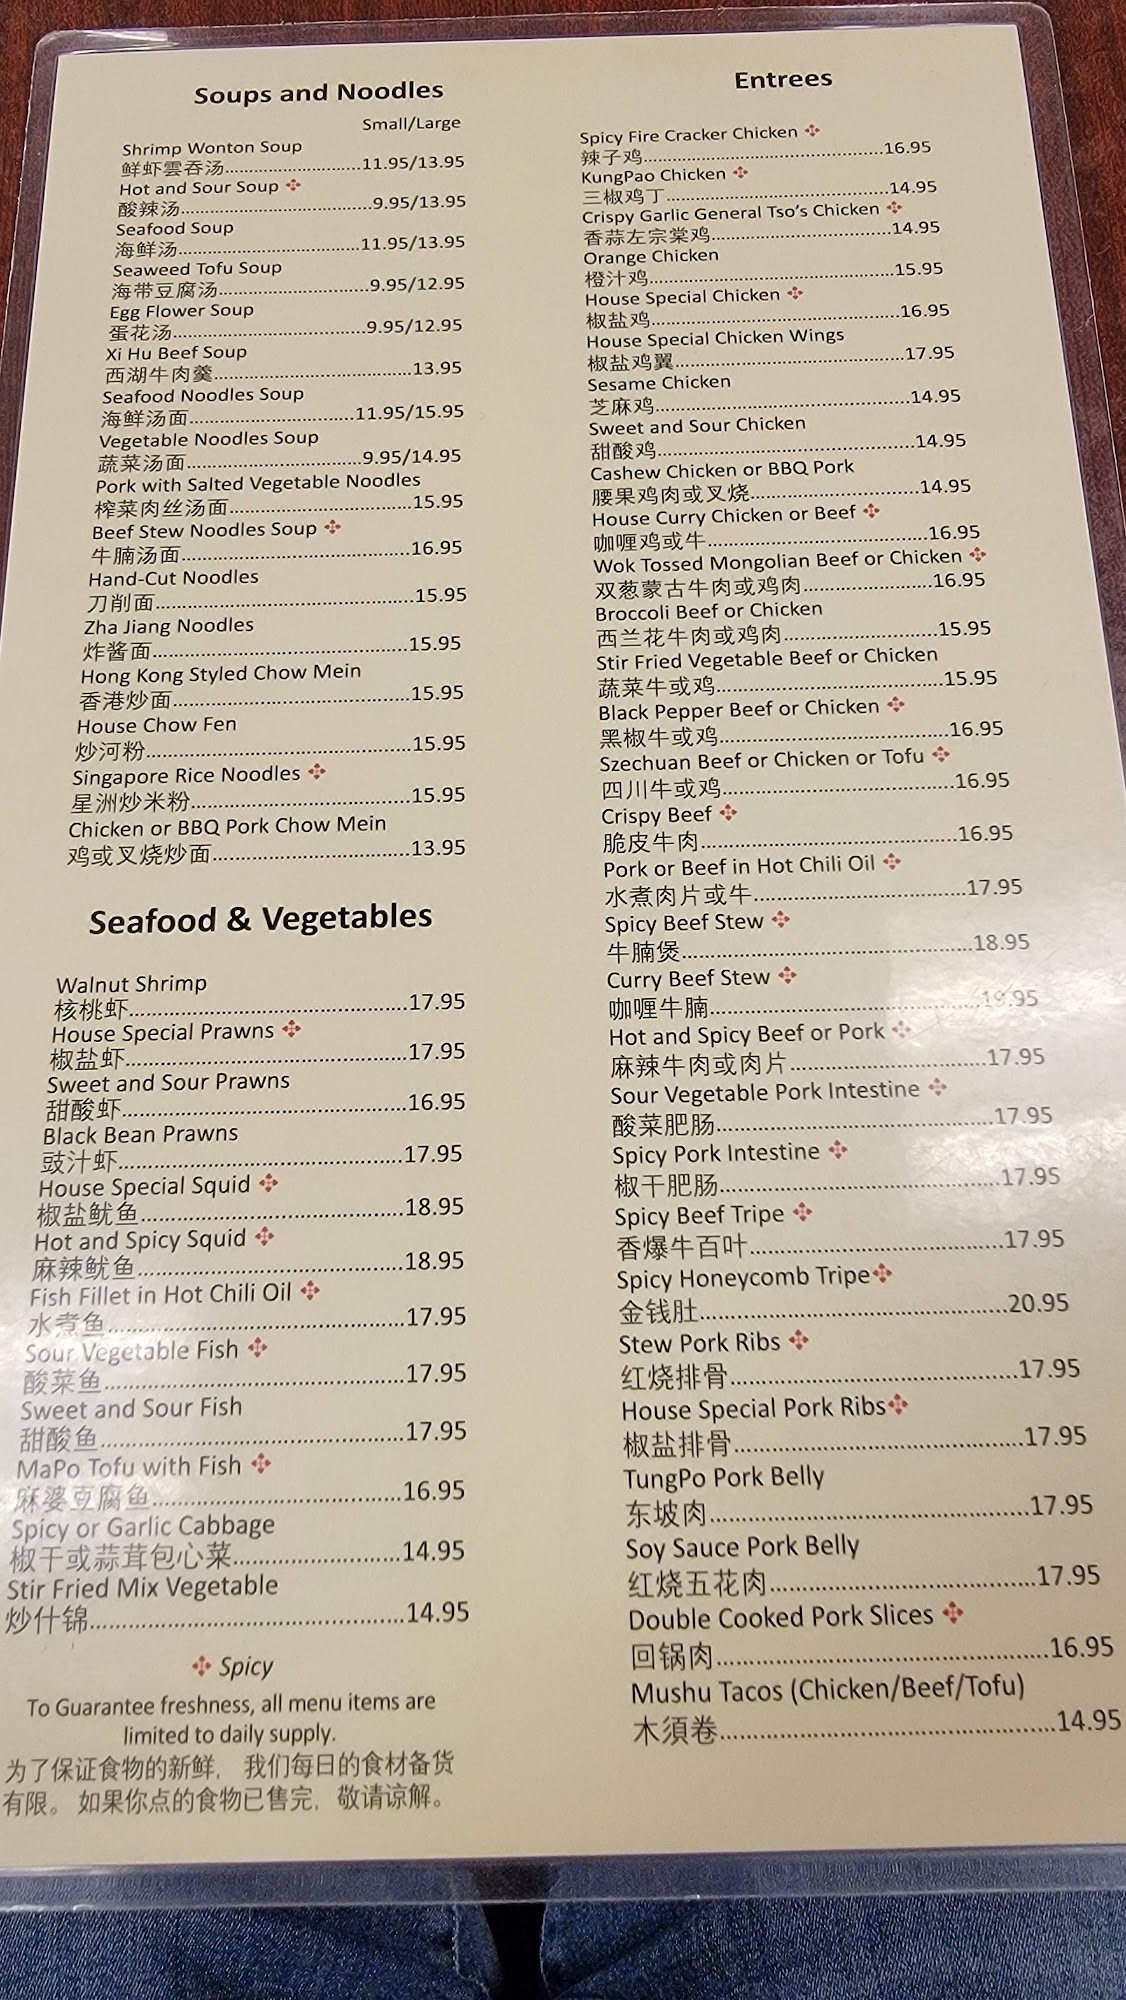 Soups and Noodles
Small/Large
Shrimp Wonton Soup
鲜虾雲吞汤 11.95/13.95
Hot and Sour Soup
酸辣汤 9.95/13.95
Seafood Soup
海鲜汤 11.95/13.95
Seaweed Tofu Soup
海带豆腐汤 9.95/12.95
Egg Flower Soup
蛋花汤 9.95/12.95
Xi Hu Beef Soup
西湖牛肉羹 13.95
Seafood Noodles Soup
海鲜汤面 11.95/15.95
Vegetable Noodles Soup
蔬菜汤面 9.95/14.95
Pork with Salted Vegetable Noodles
榨菜肉丝汤面 15.95
Beef Stew Noodles Soup
牛腩汤面 16.95
Hand-Cut Noodles
刀削面 15.95
Zha Jiang Noodles
炸酱面 15.95
Hong Kong Styled Chow Mein
香港炒面 15.95
House Chow Fen
炒河粉 15.95
Singapore Rice Noodles
星洲炒米粉 15.95
Chicken or BBQ Pork Chow Mein
鸡或叉烧炒面 13.95
Seafood & Vegetables
Walnut Shrimp
核桃虾 17.95
House Special Prawns
椒盐虾 17.95
Sweet and Sour Prawns
甜酸虾 16.95
Black Bean Prawns
豉汁虾 17.95
House Special Squid
椒盐鱿鱼 18.95
Hot and Spicy Squid
麻辣鱿鱼 18.95
Fish Fillet in Hot Chili Oil
水煮鱼 17.95
Sour Vegetable Fish
酸菜鱼 17.95
Sweet and Sour Fish
甜酸鱼 17.95
MaPo Tofu with Fish
麻婆豆腐鱼 16.95
Spicy or Garlic Cabbage
椒干或蒜茸包心菜 14.95
Stir Fried Mix Vegetable
炒什锦 14.95
Spicy
To Guarantee freshness, all menu items are
limited to daily supply.
为了保证食物的新鲜, 我们每日的食材备货
有限。 如果你点的食物已售完, 敬请谅解。
Entrees
Spicy Fire Cracker Chicken
辣子鸡 16.95
KungPao Chicken
三椒鸡丁 14.95
Crispy Garlic General Tso's Chicken
香蒜左宗棠鸡 14.95
Orange Chicken
橙汁鸡 15.95
House Special Chicken
椒盐鸡 16.95
House Special Chicken Wings
椒盐鸡翼 17.95
Sesame Chicken
芝麻鸡 14.95
Sweet and Sour Chicken
甜酸鸡 14.95
Cashew Chicken or BBQ Pork
腰果鸡肉或叉烧 14.95
House Curry Chicken or Beef
咖喱鸡或牛 16.95
Wok Tossed Mongolian Beef or Chicken
双葱蒙古牛肉或鸡肉 16.95
Broccoli Beef or Chicken
西兰花牛肉或鸡肉 15.95
Stir Fried Vegetable Beef or Chicken
蔬菜牛或鸡 15.95
Black Pepper Beef or Chicken
黑椒牛或鸡 16.95
Szechuan Beef or Chicken or Tofu
四川牛或鸡 16.95
Crispy Beef
脆皮牛肉 16.95
Pork or Beef in Hot Chili Oil
水煮肉片或牛 17.95
Spicy Beef Stew
牛腩煲 18.95
Curry Beef Stew
咖喱牛腩 19.95
Hot and Spicy Beef or Pork
麻辣牛肉或肉片 17.95
Sour Vegetable Pork Intestine
酸菜肥肠 17.95
Spicy Pork Intestine
椒干肥肠 17.95
Spicy Beef Tripe
香爆牛百叶 17.95
Spicy Honeycomb Tripe
金钱肚 20.95
Stew Pork Ribs
红烧排骨 17.95
House Special Pork Ribs
椒盐排骨 17.95
TungPo Pork Belly
东坡肉 17.95
Soy Sauce Pork Belly
红烧五花肉 17.95
Double Cooked Pork Slices
回锅肉 16.95
Mushu Tacos (Chicken/Beef/Tofu)
木須卷 14.95